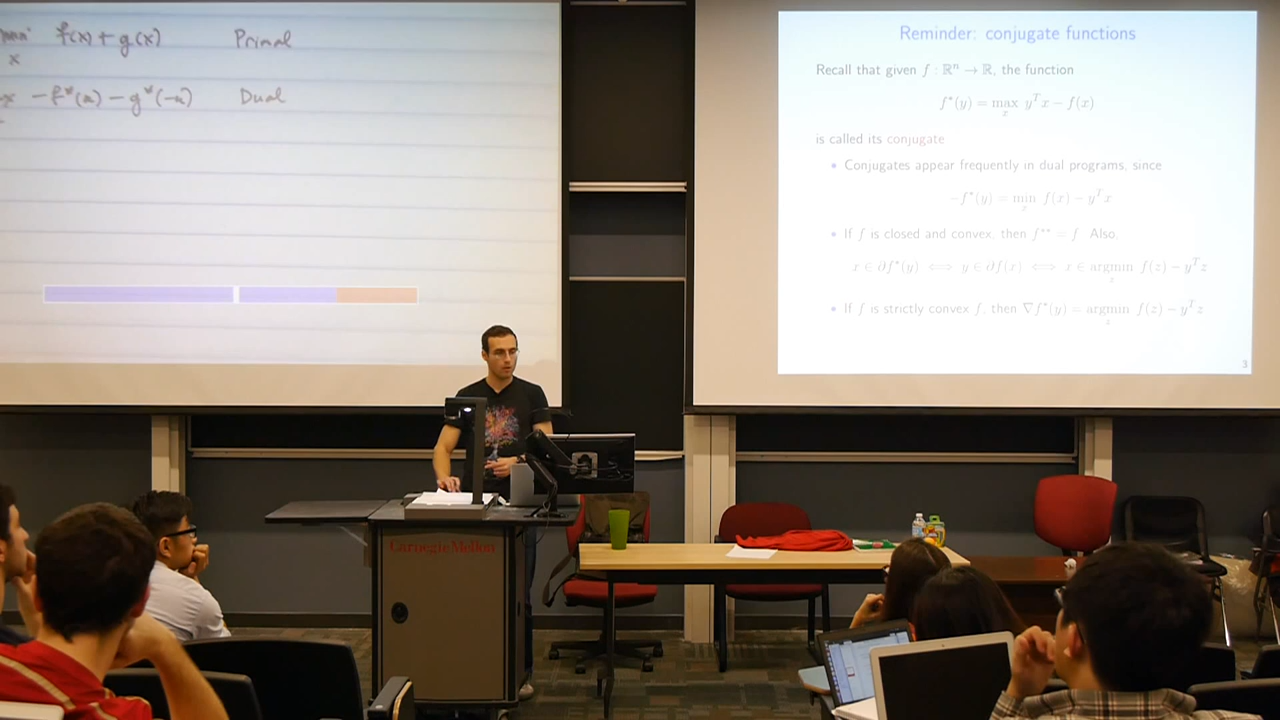 min f(x) + g(x) Primal
x
-f*(u) - g*(-u) Dual
Reminder: conjugate functions
Recall that given f : ℝⁿ → ℝ, the function
f*(y) = max yᵀx − f(x)
x
is called its conjugate
• Conjugates appear frequently in dual programs, since
−f*(y) = min f(x) − yᵀx
x
• If f is closed and convex, then f** = f. Also,
x ∈ ∂f*(y) ⟺ y ∈ ∂f(x) ⟺ x ∈ argmin f(z) − yᵀz
z
• If f is strictly convex f, then ∇f*(y) = argmin f(z) − yᵀz
z
3
Carnegie Mellon